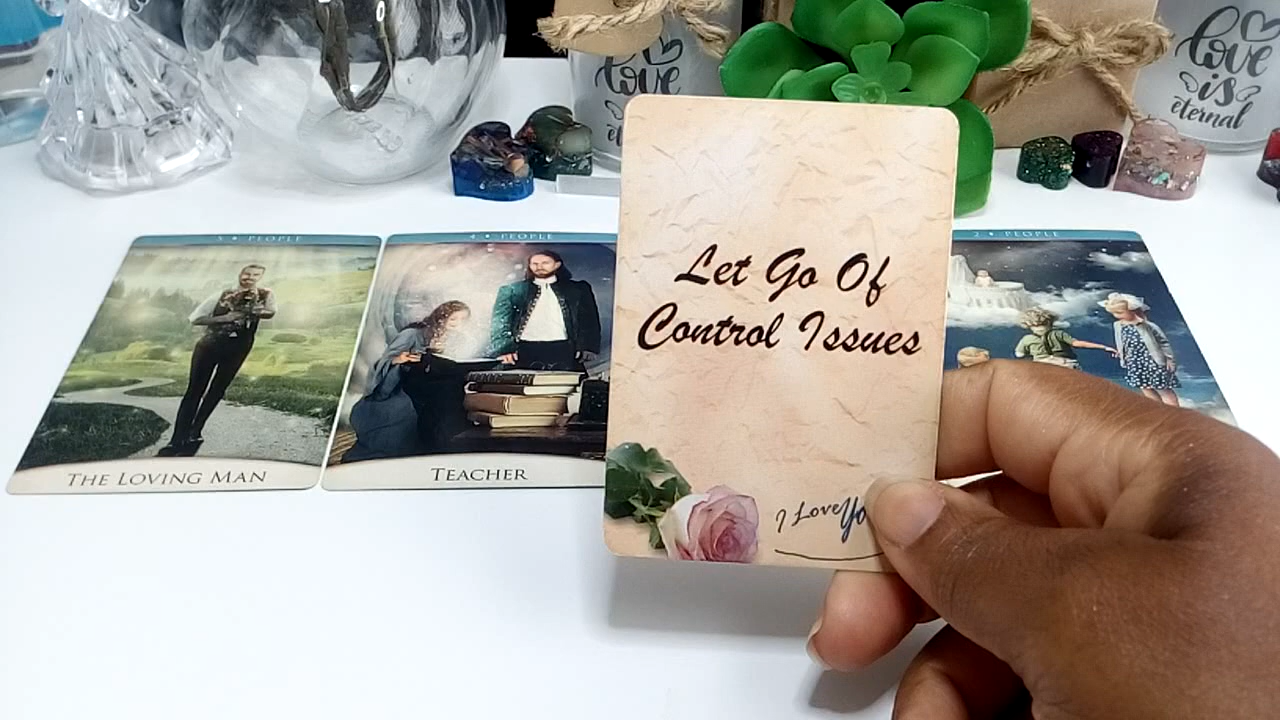 love
e
love
is
eternal
5 • PEOPLE
4 • PEOPLE
2 • PEOPLE
Let Go Of
Control Issues
I Love Yo
THE LOVING MAN
TEACHER